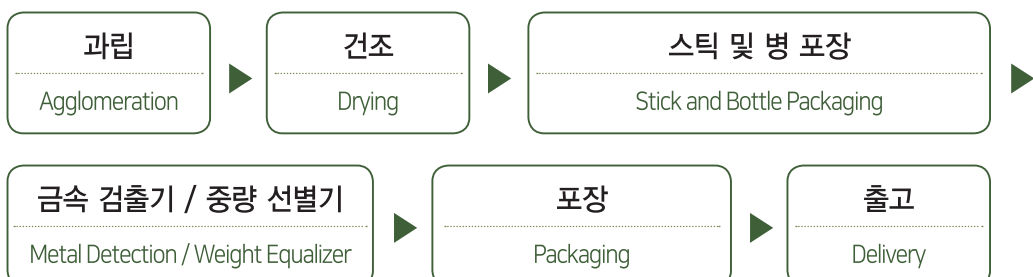 과립
Agglomeration
건조
Drying
스틱 및 병 포장
Stick and Bottle Packaging
금속 검출기 / 중량 선별기
Metal Detection / Weight Equalizer
포장
Packaging
출고
Delivery